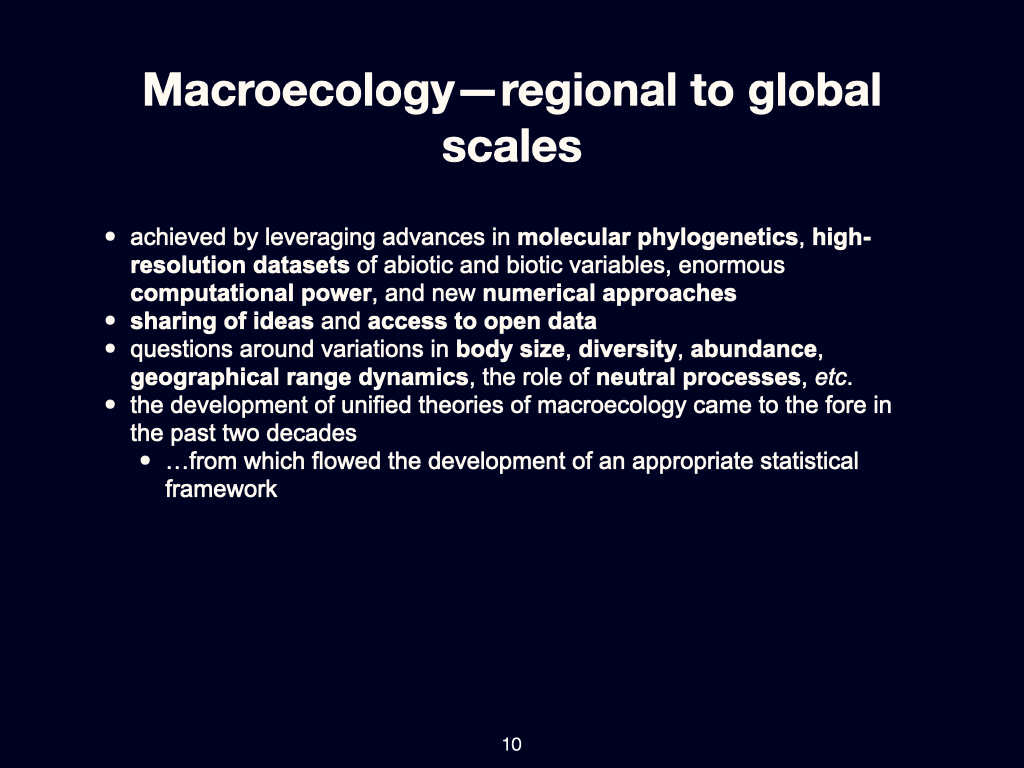 Macroecology—regional to global
scales
• achieved by leveraging advances in molecular phylogenetics, high-
resolution datasets of abiotic and biotic variables, enormous
computational power, and new numerical approaches
• sharing of ideas and access to open data
• questions around variations in body size, diversity, abundance,
geographical range dynamics, the role of neutral processes, etc.
• the development of unified theories of macroecology came to the fore in
the past two decades
• …from which flowed the development of an appropriate statistical
framework
10